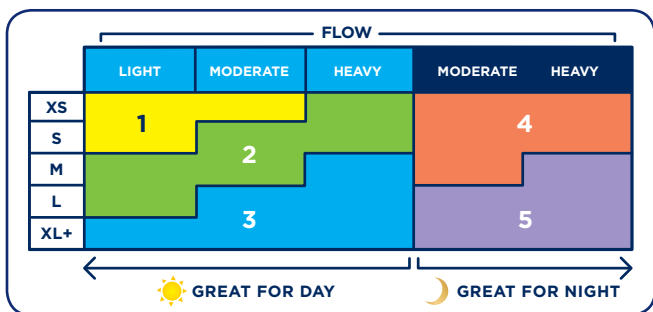 FLOW
LIGHT MODERATE HEAVY MODERATE HEAVY
XS
1 4
S
2
M
L
3 5
XL+
GREAT FOR DAY GREAT FOR NIGHT